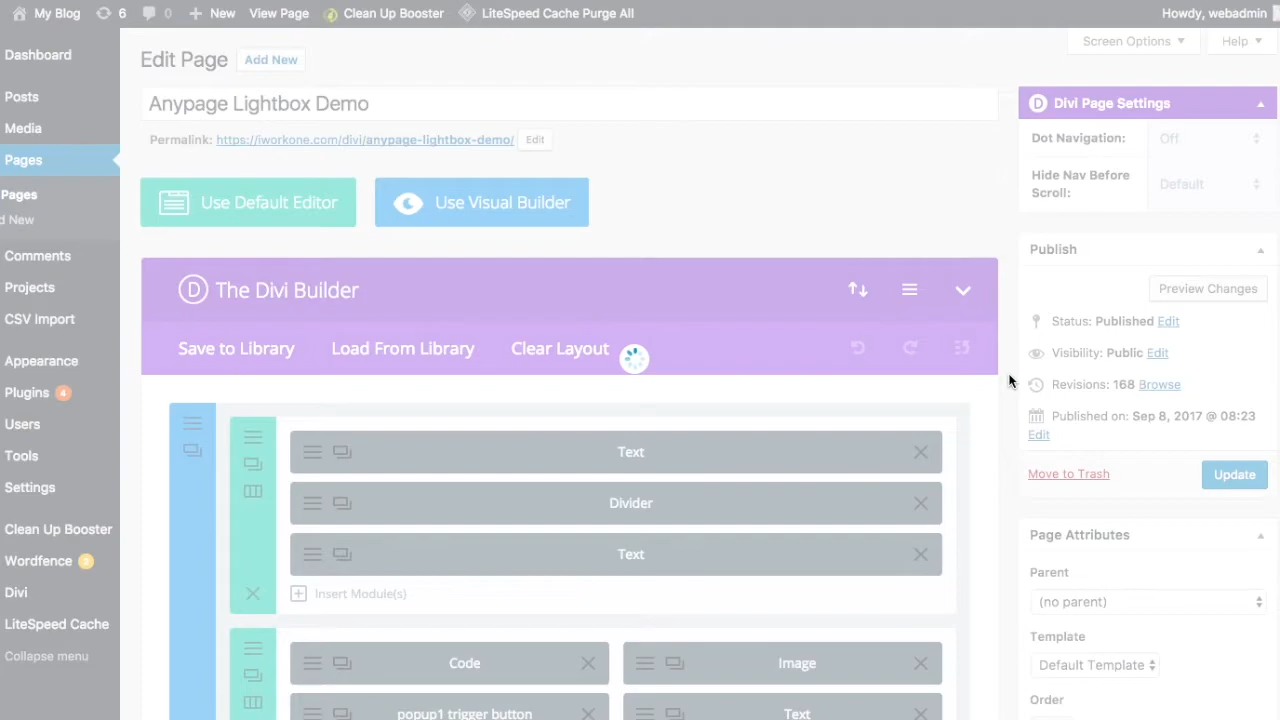 My Blog 6 0 New View Page Clean Up Booster LiteSpeed Cache Purge All Howdy, webadmin
Dashboard
Posts
Media
Pages
Pages
d New
Comments
Projects
CSV Import
Appearance
Plugins 4
Users
Tools
Settings
Clean Up Booster
Wordfence
Divi
LiteSpeed Cache
Collapse menu
Screen Options Help
Edit Page Add New
Anypage Lightbox Demo
Permalink: https://iworkone.com/divi/anypage-lightbox-demo/ Edit
Use Default Editor Use Visual Builder
D The Divi Builder
Save to Library Load From Library Clear Layout
Text
Divider
Text
Insert Module(s)
Code Image
popup1 trigger button Text
D Divi Page Settings
Dot Navigation: Off
Hide Nav Before Default
Scroll:
Publish
Preview Changes
Status: Published Edit
Visibility: Public Edit
Revisions: 168 Browse
Published on: Sep 8, 2017 @ 08:23
Edit
Move to Trash Update
Page Attributes
Parent
(no parent)
Template
Default Template
Order